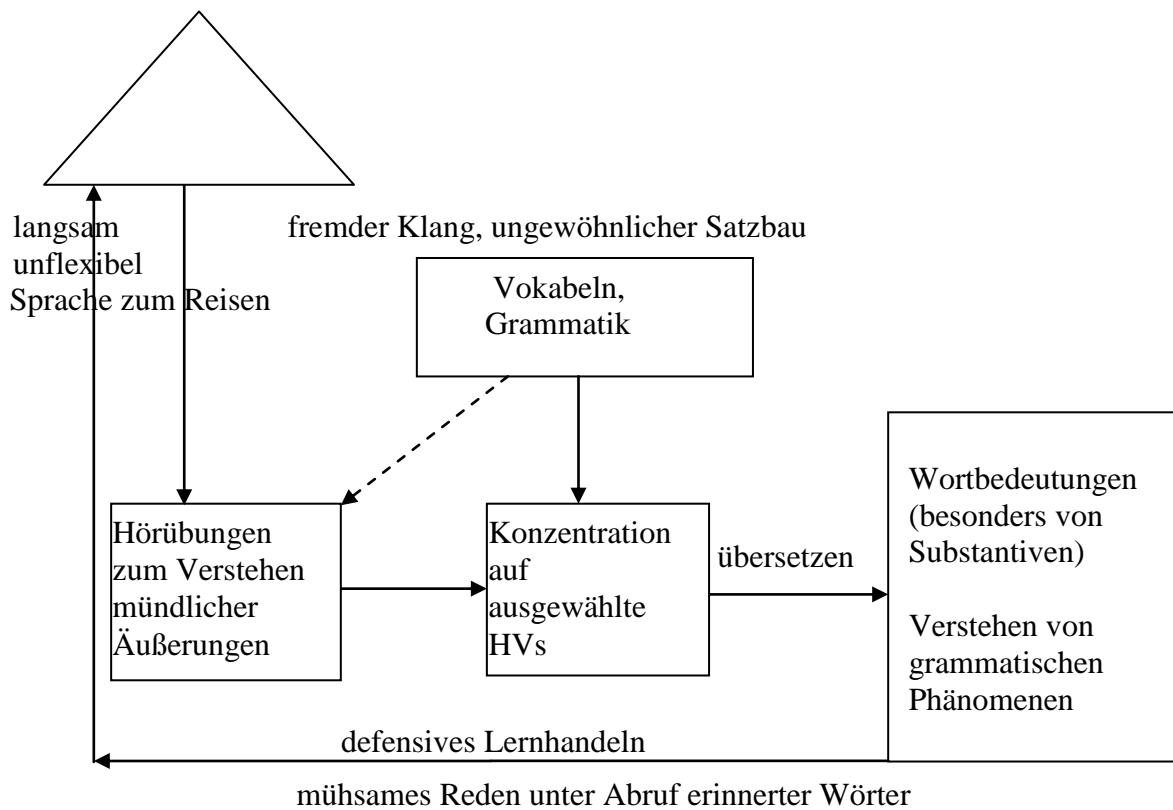 langsam
unflexibel
Sprache zum Reisen
fremder Klang, ungewöhnlicher Satzbau
Vokabeln,
Grammatik
Hörübungen
zum Verstehen
mündlicher
Äußerungen
Konzentration
auf
ausgewählte
HVs
übersetzen
Wortbedeutungen
(besonders von
Substantiven)
Verstehen von
grammatischen
Phänomenen
defensives Lernhandeln
mühsames Reden unter Abruf erinnerter Wörter